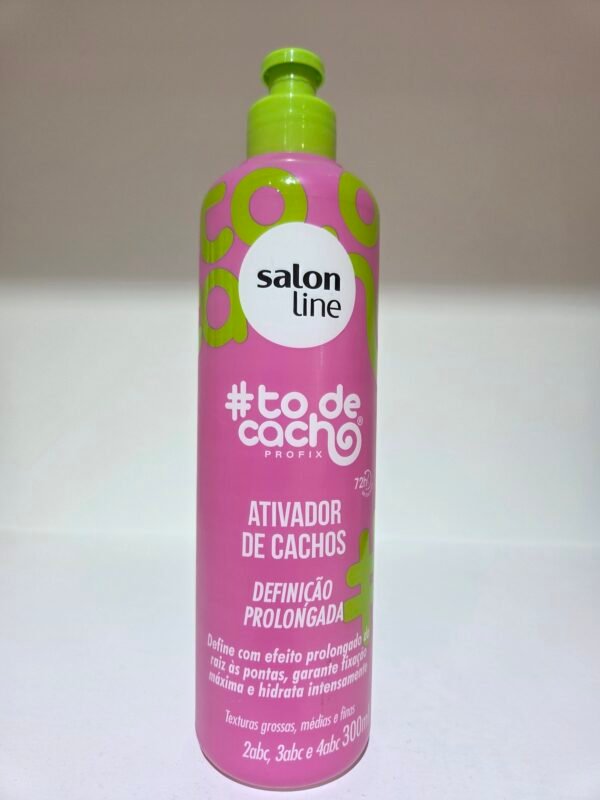 salon
line
#to de
cacho®
PROFIX
72h
ATIVADOR
DE CACHOS
DEFINIÇÃO
PROLONGADA
Define com efeito prolongado da
raiz às pontas, garante fixação
máxima e hidrata intensamente
Texturas grossas, médias e finas
2abc, 3abc e 4abc 300ml